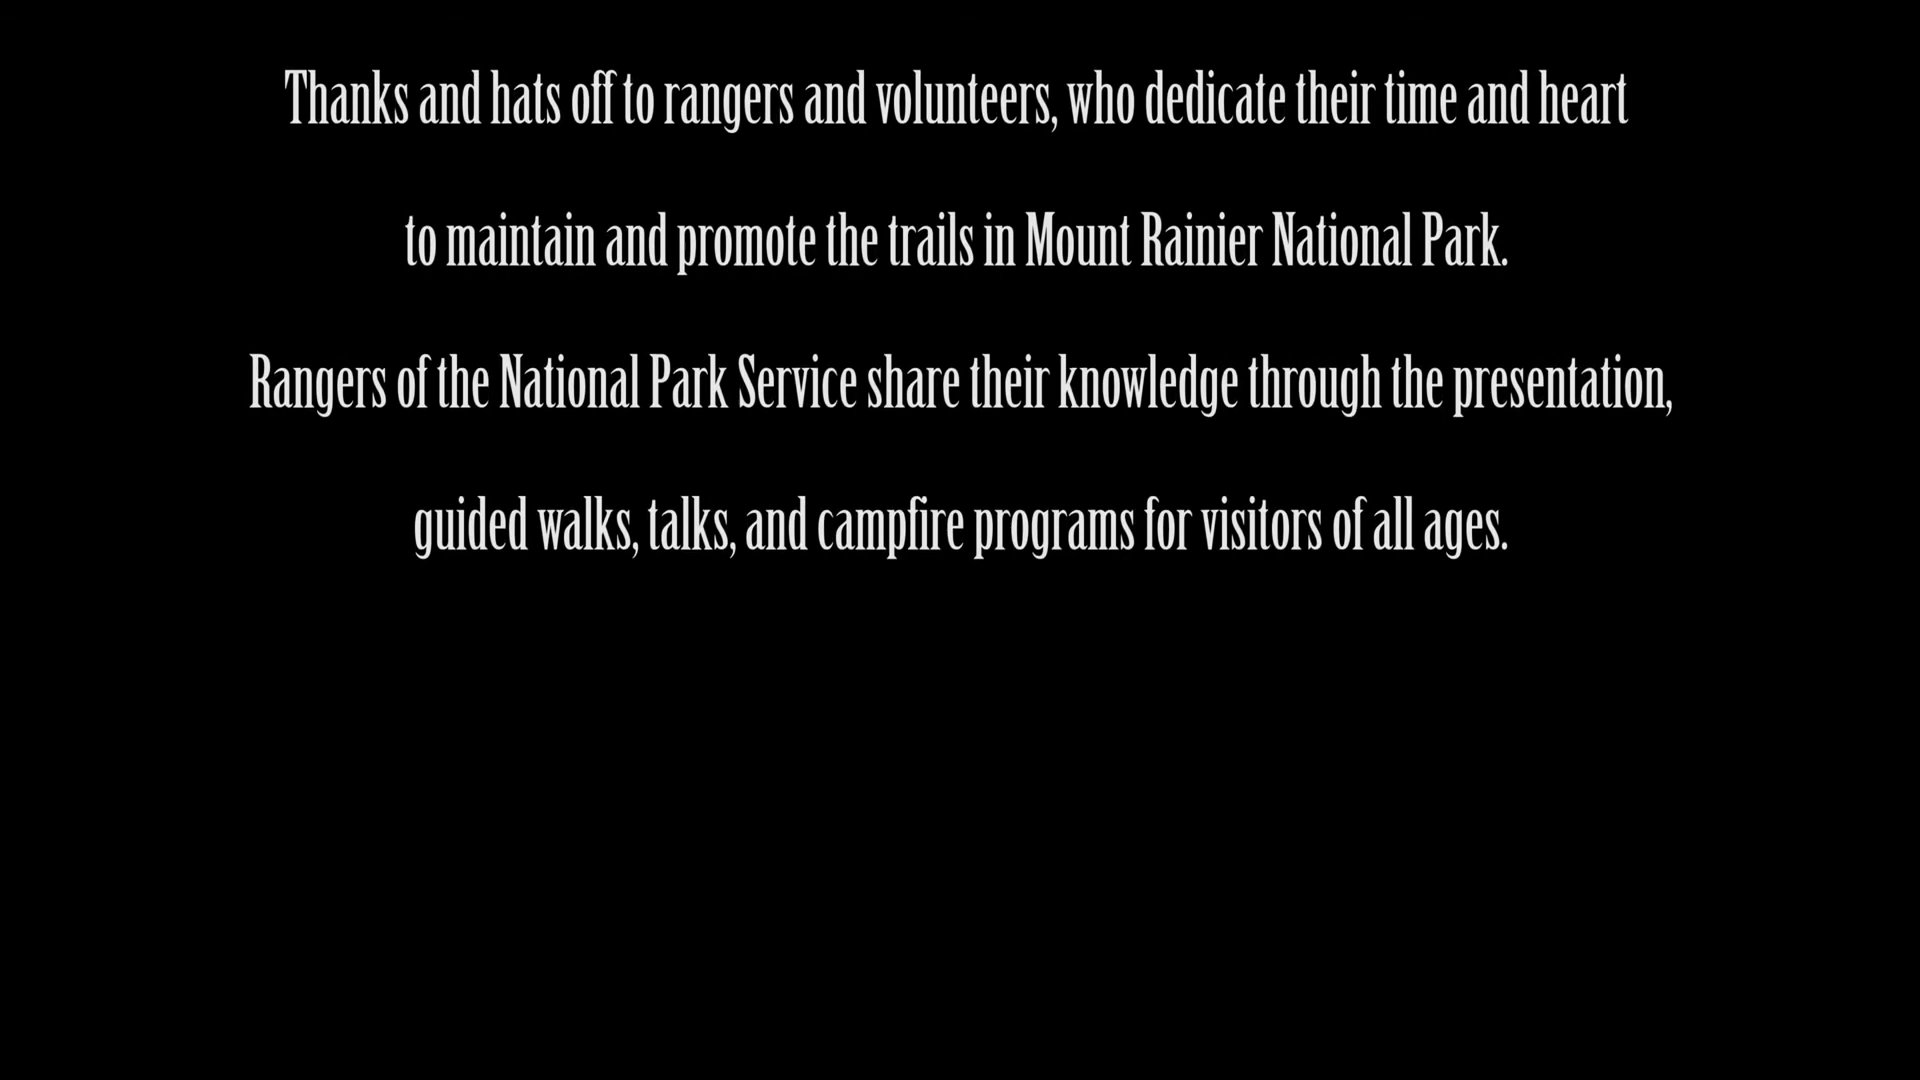 Thanks and hats off to rangers and volunteers, who dedicate their time and heart
to maintain and promote the trails in Mount Rainier National Park.
Rangers of the National Park Service share their knowledge through the presentation,
guided walks, talks, and campfire programs for visitors of all ages.